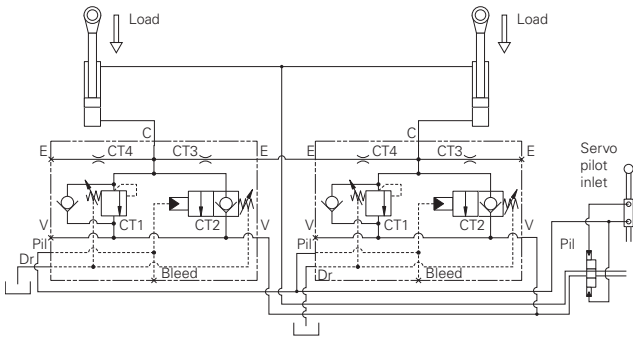 Load
Load
C
C
E
CT4
CT3
E
E
CT4
CT3
E
Servo
pilot
inlet
V
CT1
CT2
V
V
CT1
CT2
V
Pil
Pil
Pil
Dr
Bleed
Dr
Bleed